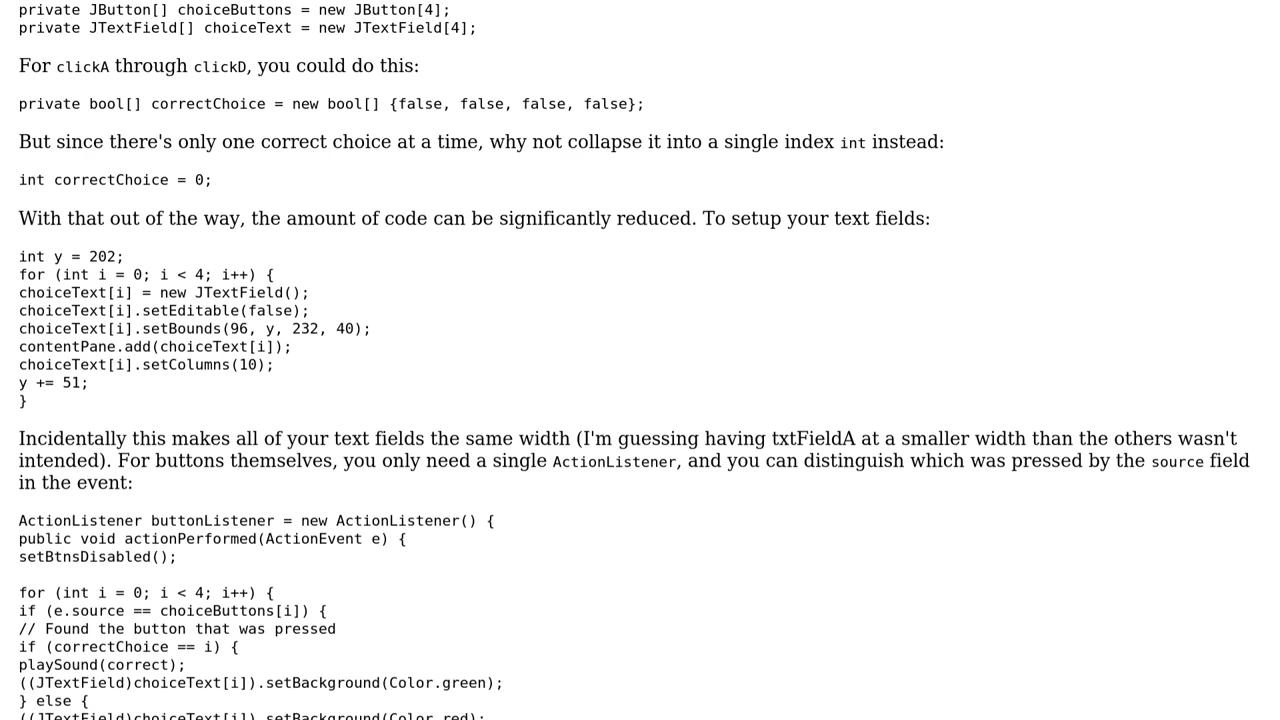 private JButton[] choiceButtons = new JButton[4];
private JTextField[] choiceText = new JTextField[4];
For clickA through clickD, you could do this:
private bool[] correctChoice = new bool[] {false, false, false, false};
But since there's only one correct choice at a time, why not collapse it into a single index int instead:
int correctChoice = 0;
With that out of the way, the amount of code can be significantly reduced. To setup your text fields:
int y = 202;
for (int i = 0; i < 4; i++) {
choiceText[i] = new JTextField();
choiceText[i].setEditable(false);
choiceText[i].setBounds(96, y, 232, 40);
contentPane.add(choiceText[i]);
choiceText[i].setColumns(10);
y += 51;
}
Incidentally this makes all of your text fields the same width (I'm guessing having txtFieldA at a smaller width than the others wasn't
intended). For buttons themselves, you only need a single ActionListener, and you can distinguish which was pressed by the source field
in the event:
ActionListener buttonListener = new ActionListener() {
public void actionPerformed(ActionEvent e) {
setBtnsDisabled();
for (int i = 0; i < 4; i++) {
if (e.source == choiceButtons[i]) {
// Found the button that was pressed
if (correctChoice == i) {
playSound(correct);
((JTextField)choiceText[i]).setBackground(Color.green);
} else {
((JTextField)choiceText[i]).setBackground(Color.red);